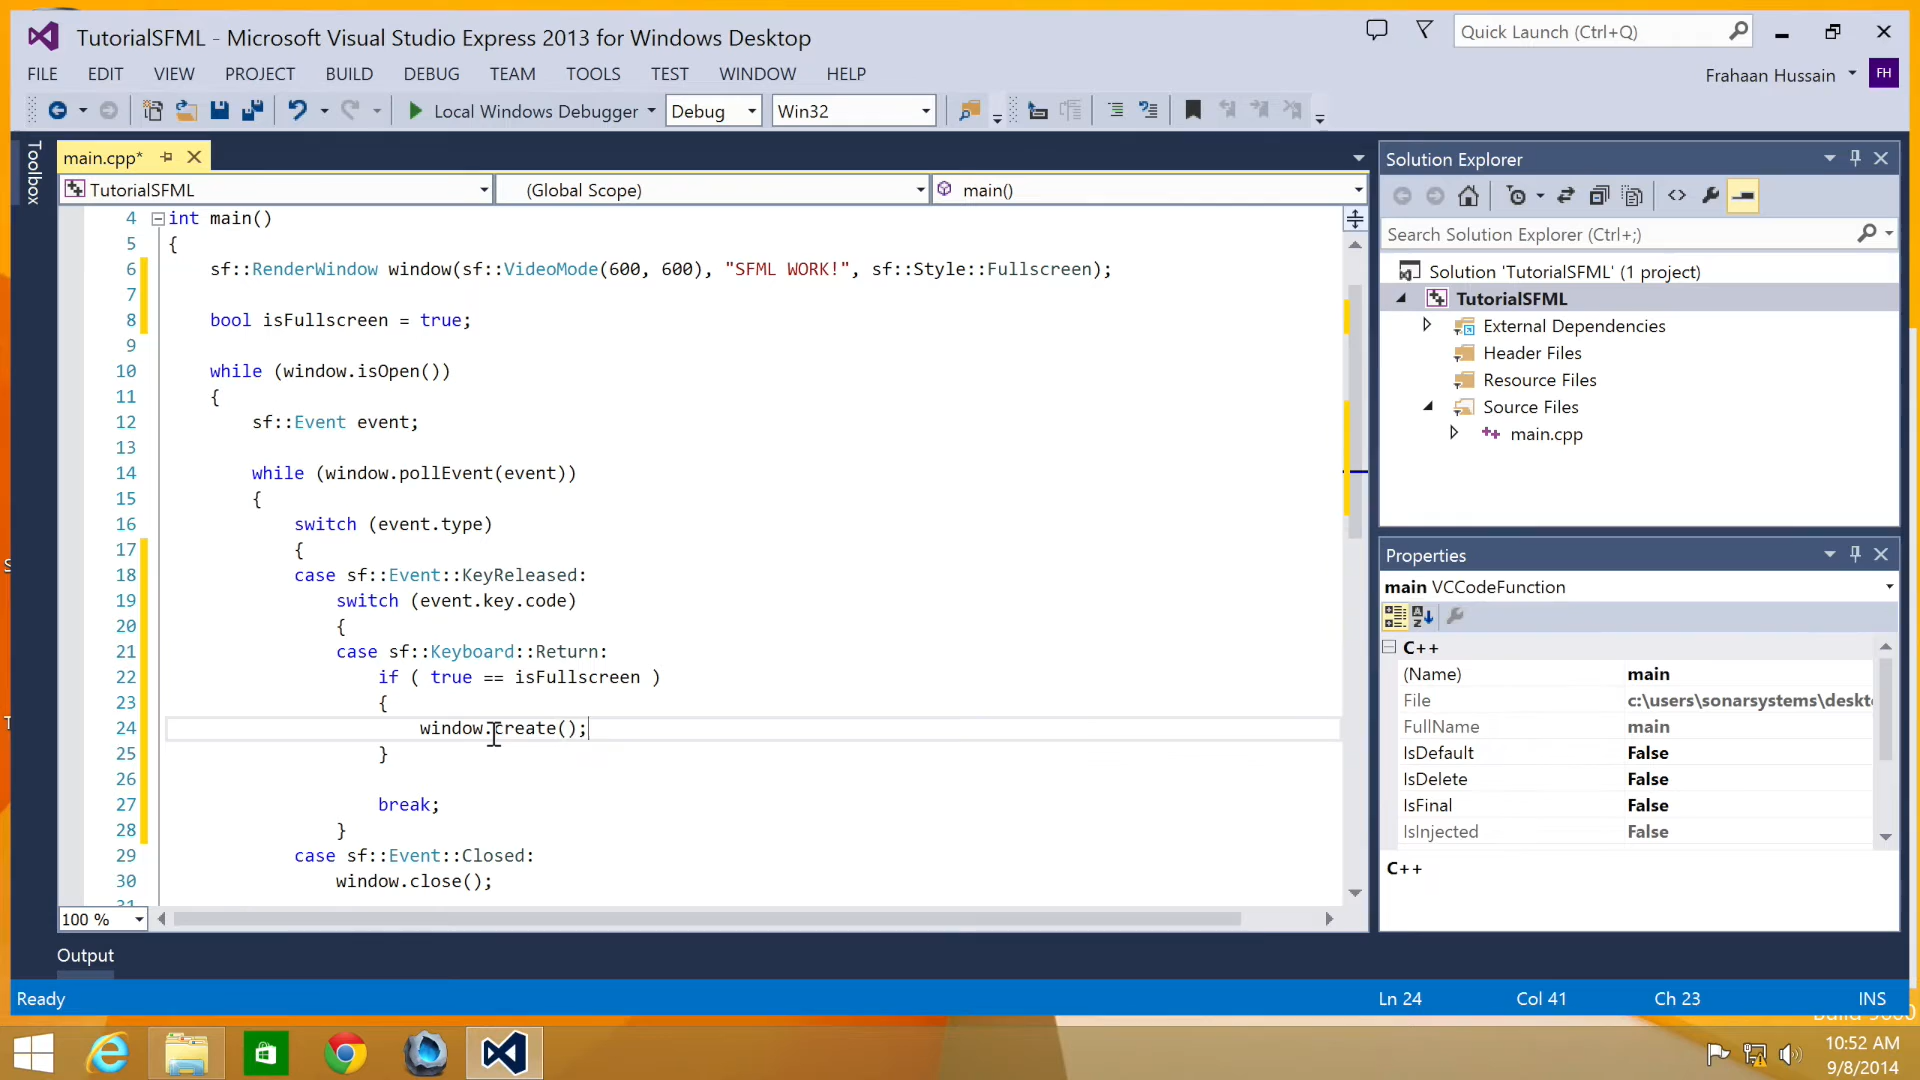 TutorialSFML - Microsoft Visual Studio Express 2013 for Windows Desktop
Quick Launch (Ctrl+Q)
FILE EDIT VIEW PROJECT BUILD DEBUG TEAM TOOLS TEST WINDOW HELP
Frahaan Hussain FH
Local Windows Debugger Debug Win32
Toolbox
main.cpp*
TutorialSFML (Global Scope) main()
4 int main()
5 {
6 sf::RenderWindow window(sf::VideoMode(600, 600), "SFML WORK!", sf::Style::Fullscreen);
7
8 bool isFullscreen = true;
9
10 while (window.isOpen())
11 {
12 sf::Event event;
13
14 while (window.pollEvent(event))
15 {
16 switch (event.type)
17 {
18 case sf::Event::KeyReleased:
19 switch (event.key.code)
20 {
21 case sf::Keyboard::Return:
22 if ( true == isFullscreen )
23 {
24 window.create();
25 }
26
27 break;
28 }
29 case sf::Event::Closed:
30 window.close();
100 %
Output
Solution Explorer
Search Solution Explorer (Ctrl+;)
Solution 'TutorialSFML' (1 project)
TutorialSFML
External Dependencies
Header Files
Resource Files
Source Files
main.cpp
Properties
main VCCodeFunction
C++
(Name) main
File c:\users\sonarsystems\deskto
FullName main
IsDefault False
IsDelete False
IsFinal False
IsInjected False
C++
Ready Ln 24 Col 41 Ch 23 INS
10:52 AM
9/8/2014